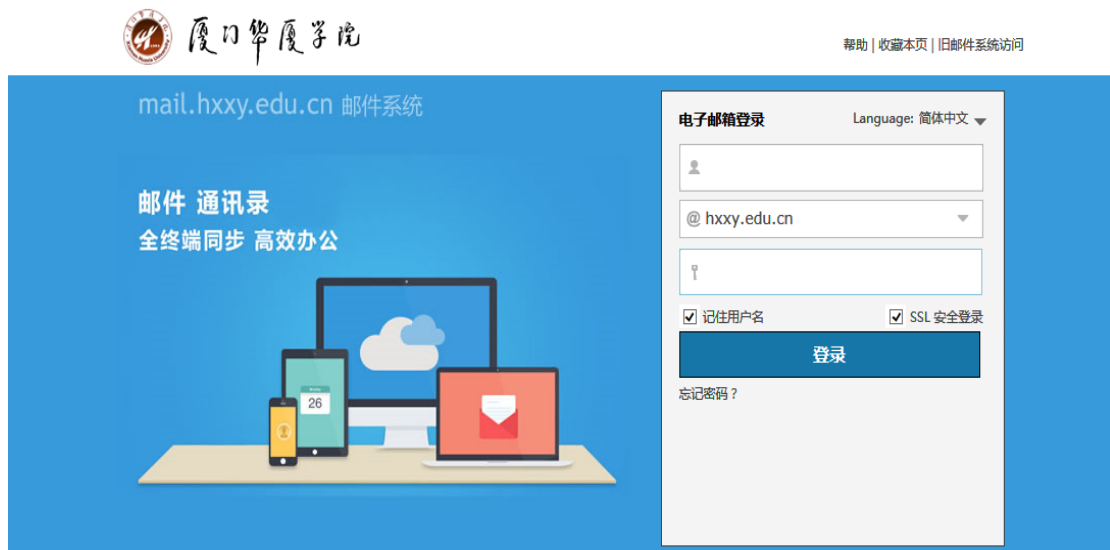 厦门华厦学院
帮助 | 收藏本页 | 旧邮件系统访问
mail.hxxy.edu.cn 邮件系统
邮件 通讯录
全终端同步 高效办公
26
电子邮箱登录 Language: 简体中文
@ hxxy.edu.cn
记住用户名 SSL 安全登录
登录
忘记密码？